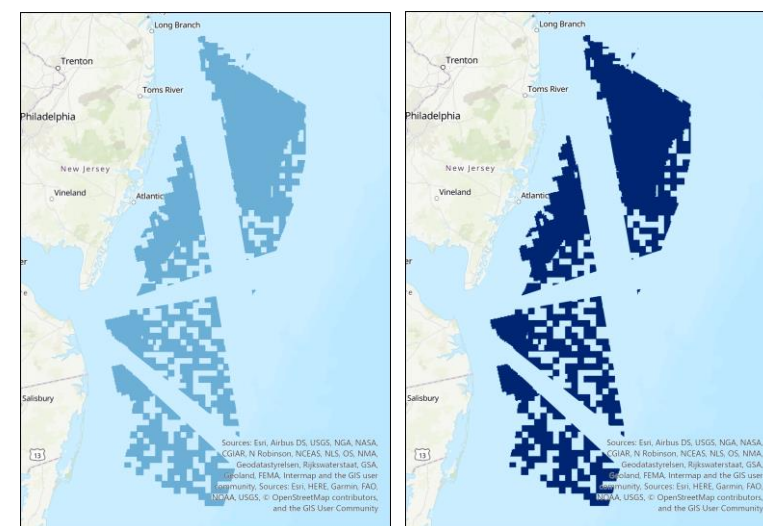 Long Branch
Trenton
Toms River
Philadelphia
New Jersey
Vineland
Atlantic
er
e
Salisbury
13
Sources: Esri, Airbus DS, USGS, NGA, NASA,
CGIAR, N Robinson, NCEAS, NLS, OS, NMA,
Geodatastyrelsen, Rijkswaterstaat, GSA,
Geoland, FEMA, Intermap and the GIS user
community, Sources: Esri, HERE, Garmin, FAO,
NOAA, USGS, © OpenStreetMap contributors,
and the GIS User Community
Long Branch
Trenton
Toms River
Philadelphia
New Jersey
Vineland
Atlantic
er
e
Salisbury
13
Sources: Esri, Airbus DS, USGS, NGA, NASA,
CGIAR, N Robinson, NCEAS, NLS, OS, NMA,
Geodatastyrelsen, Rijkswaterstaat, GSA,
Geoland, FEMA, Intermap and the GIS user
community, Sources: Esri, HERE, Garmin, FAO,
NOAA, USGS, © OpenStreetMap contributors,
and the GIS User Community